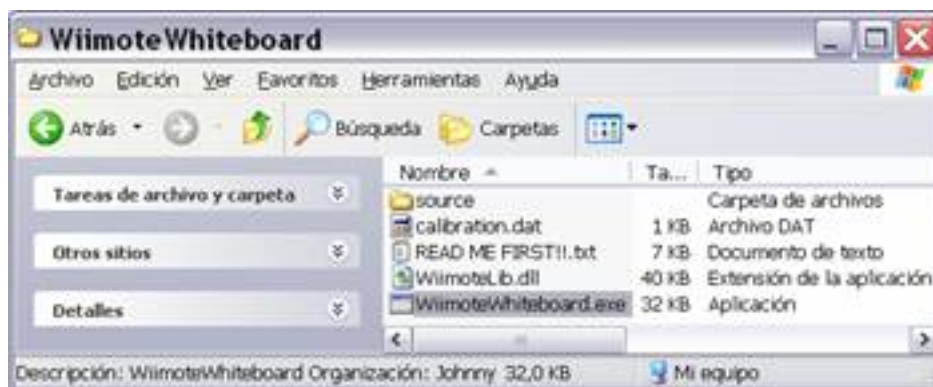 WiimoteWhiteboard
Archivo Edición Ver Favoritos Herramientas Ayuda
Atrás Búsqueda Carpetas
Nombre Ta... Tipo
Tareas de archivo y carpeta
Otros sitios
Detalles
source Carpeta de archivos
calibration.dat 1 KB Archivo DAT
READ ME FIRST!!.txt 7 KB Documento de texto
WiimoteLib.dll 40 KB Extensión de la aplicación
WiimoteWhiteboard.exe 32 KB Aplicación
Descripción: WiimoteWhiteboard Organización: Johnny 32,0 KB Mi equipo